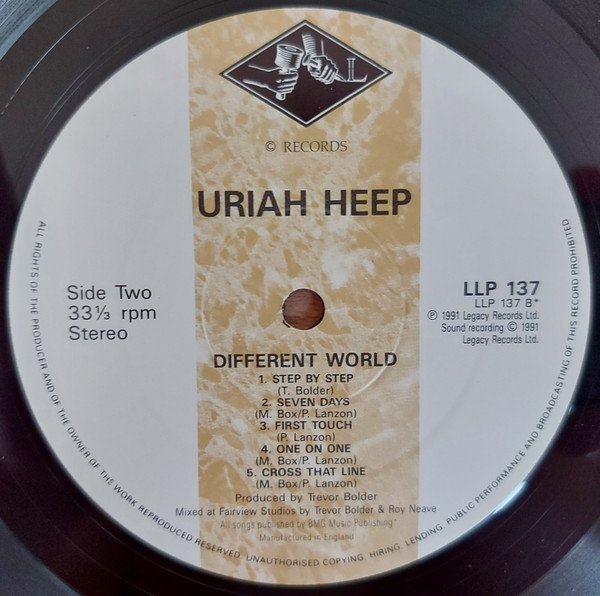 L
© RECORDS
URIAH HEEP
Side Two
33⅓ rpm
Stereo
LLP 137
LLP 137 B*
℗ 1991 Legacy Records Ltd.
Sound recording © 1991
Legacy Records Ltd.
DIFFERENT WORLD
1. STEP BY STEP
(T. Bolder)
2. SEVEN DAYS
(M. Box/P. Lanzon)
3. FIRST TOUCH
(P. Lanzon)
4. ONE ON ONE
(M. Box/P. Lanzon)
5. CROSS THAT LINE
(M. Box/P. Lanzon)
Produced by Trevor Bolder
Mixed at Fairview Studios by Trevor Bolder & Roy Neave
All songs published by BMG Music Publishing*
Manufactured in England
ALL RIGHTS OF THE PRODUCER AND OF THE OWNER OF THE WORK REPRODUCED RESERVED. UNAUTHORISED COPYING, HIRING, LENDING, PUBLIC PERFORMANCE AND BROADCASTING OF THIS RECORD PROHIBITED